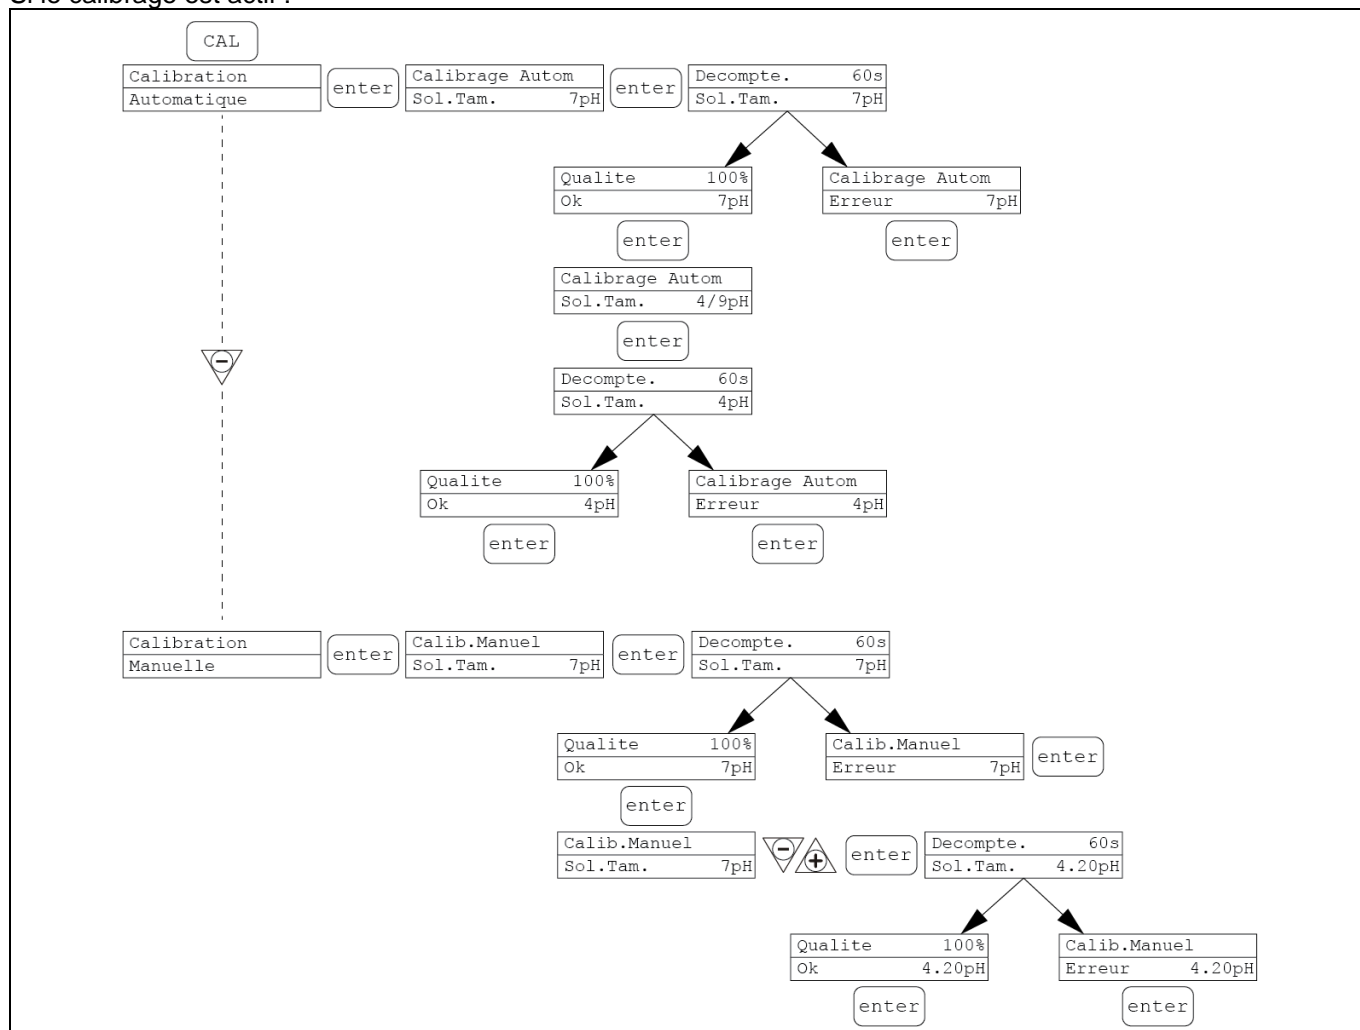 Si le calibrage est actif :
CAL
Calibration
Automatique
enter
Calibrage Autom
Sol.Tam. 7pH
enter
Decompte. 60s
Sol.Tam. 7pH
Qualite 100%
Ok 7pH
Calibrage Autom
Erreur 7pH
enter
enter
Calibrage Autom
Sol.Tam. 4/9pH
enter
Decompte. 60s
Sol.Tam. 4pH
Qualite 100%
Ok 4pH
Calibrage Autom
Erreur 4pH
enter
enter
Calibration
Manuelle
enter
Calib.Manuel
Sol.Tam. 7pH
enter
Decompte. 60s
Sol.Tam. 7pH
Qualite 100%
Ok 7pH
Calib.Manuel
Erreur 7pH
enter
enter
Calib.Manuel
Sol.Tam. 7pH
enter
Decompte. 60s
Sol.Tam. 4.20pH
Qualite 100%
Ok 4.20pH
Calib.Manuel
Erreur 4.20pH
enter
enter